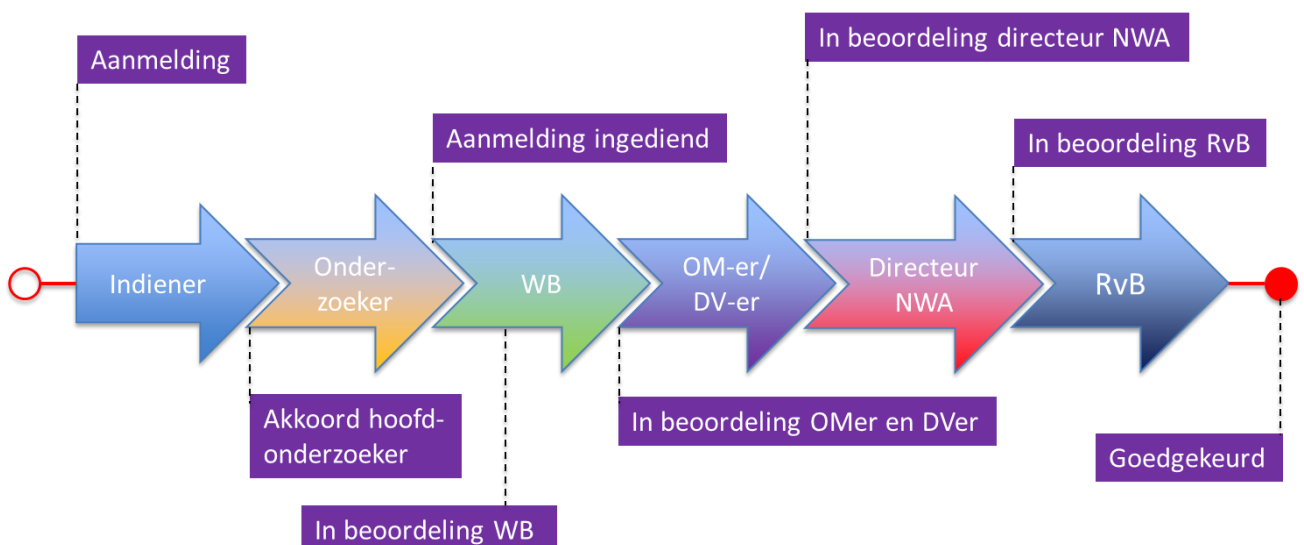 Aanmelding
In beoordeling directeur NWA
Aanmelding ingediend
In beoordeling RvB
Indiener
Onder-
zoeker
WB
OM-er/
DV-er
Directeur
NWA
RvB
Akkoord hoofd-
onderzoeker
In beoordeling OMer en DVer
Goedgekeurd
In beoordeling WB